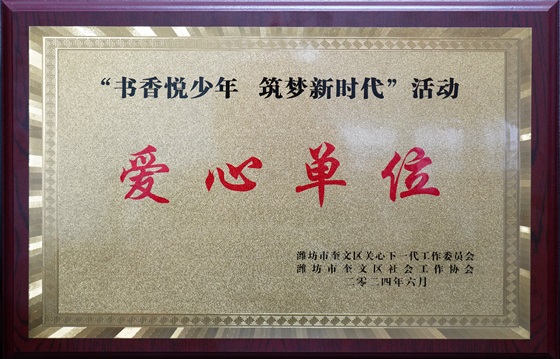 “书香悦少年 筑梦新时代”活动
爱心单位
潍坊市奎文区关心下一代工作委员会
潍坊市奎文区社会工作协会
二零二四年六月